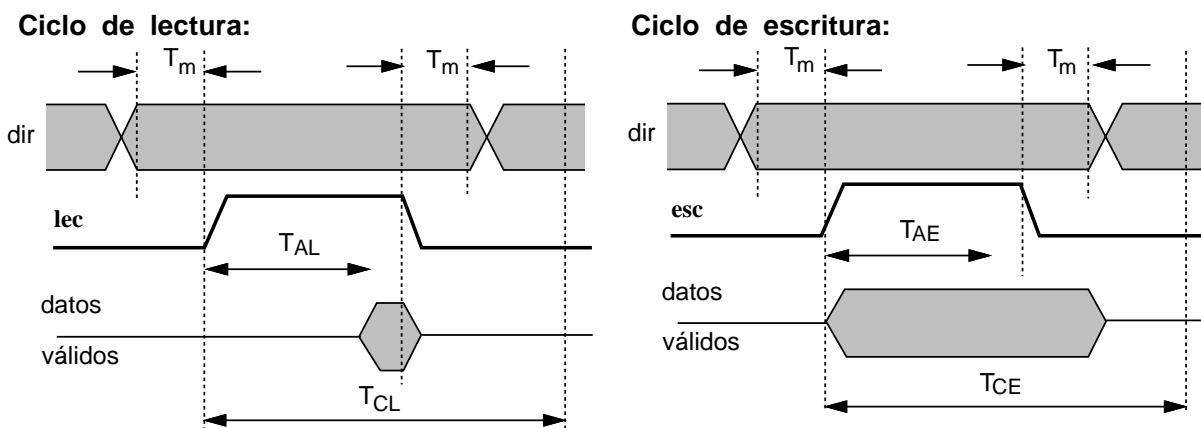 Ciclo de lectura:
Tm
Tm
dir
lec
TAL
datos
válidos
TCL
Ciclo de escritura:
Tm
Tm
dir
esc
TAE
datos
válidos
TCE